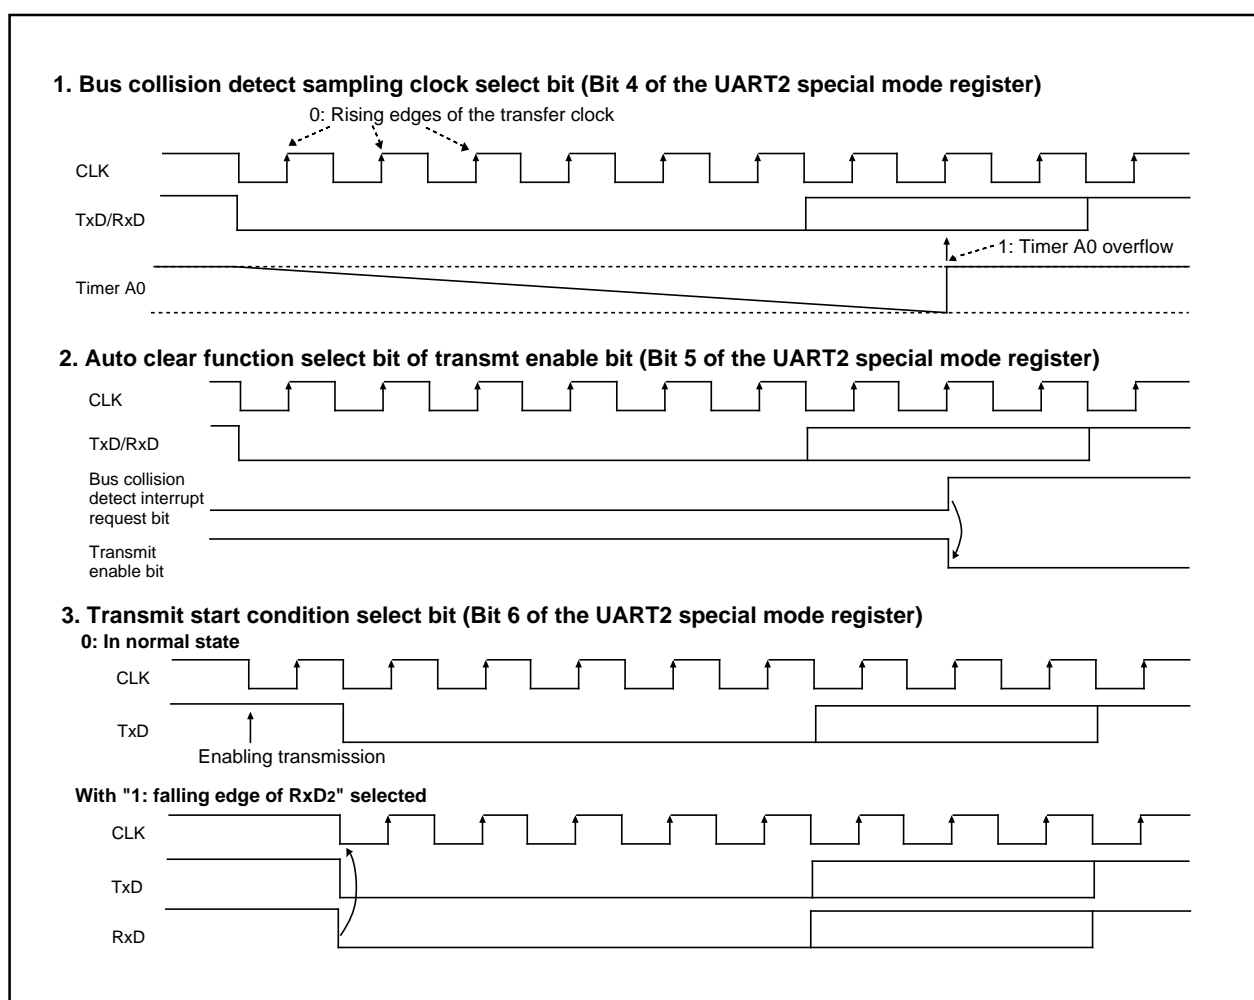 1. Bus collision detect sampling clock select bit (Bit 4 of the UART2 special mode register)
0: Rising edges of the transfer clock
CLK
TxD/RxD
1: Timer A0 overflow
Timer A0
2. Auto clear function select bit of transmt enable bit (Bit 5 of the UART2 special mode register)
CLK
TxD/RxD
Bus collision
detect interrupt
request bit
Transmit
enable bit
3. Transmit start condition select bit (Bit 6 of the UART2 special mode register)
0: In normal state
CLK
TxD
Enabling transmission
With "1: falling edge of RxD2" selected
CLK
TxD
RxD